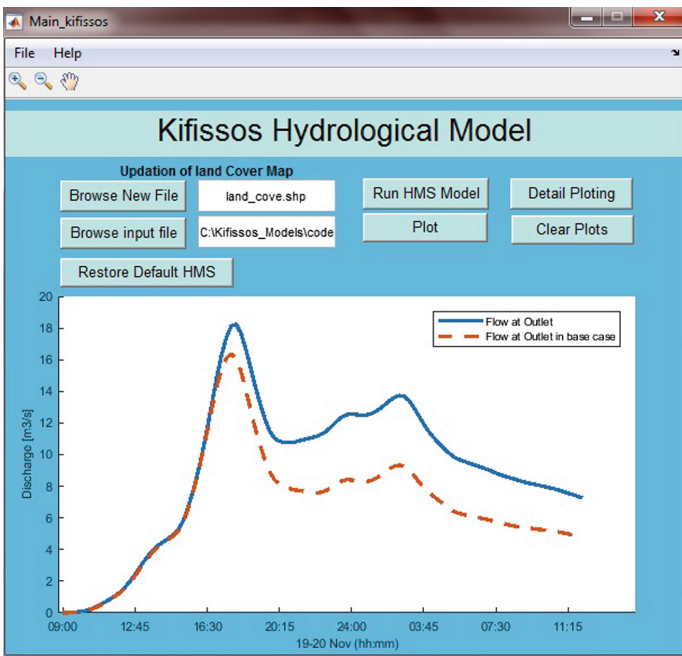 Main_kifissos
File Help
Kifissos Hydrological Model
Updation of land Cover Map
Browse New File land_cove.shp Run HMS Model Detail Ploting
Browse input file C:\Kifissos_Models\code Plot Clear Plots
Restore Default HMS
20
18
16
14
12
10
8
6
4
2
0
Discharge [m3/s]
Flow at Outlet
Flow at Outlet in base case
09:00 12:45 16:30 20:15 24:00 03:45 07:30 11:15
19-20 Nov (hh:mm)